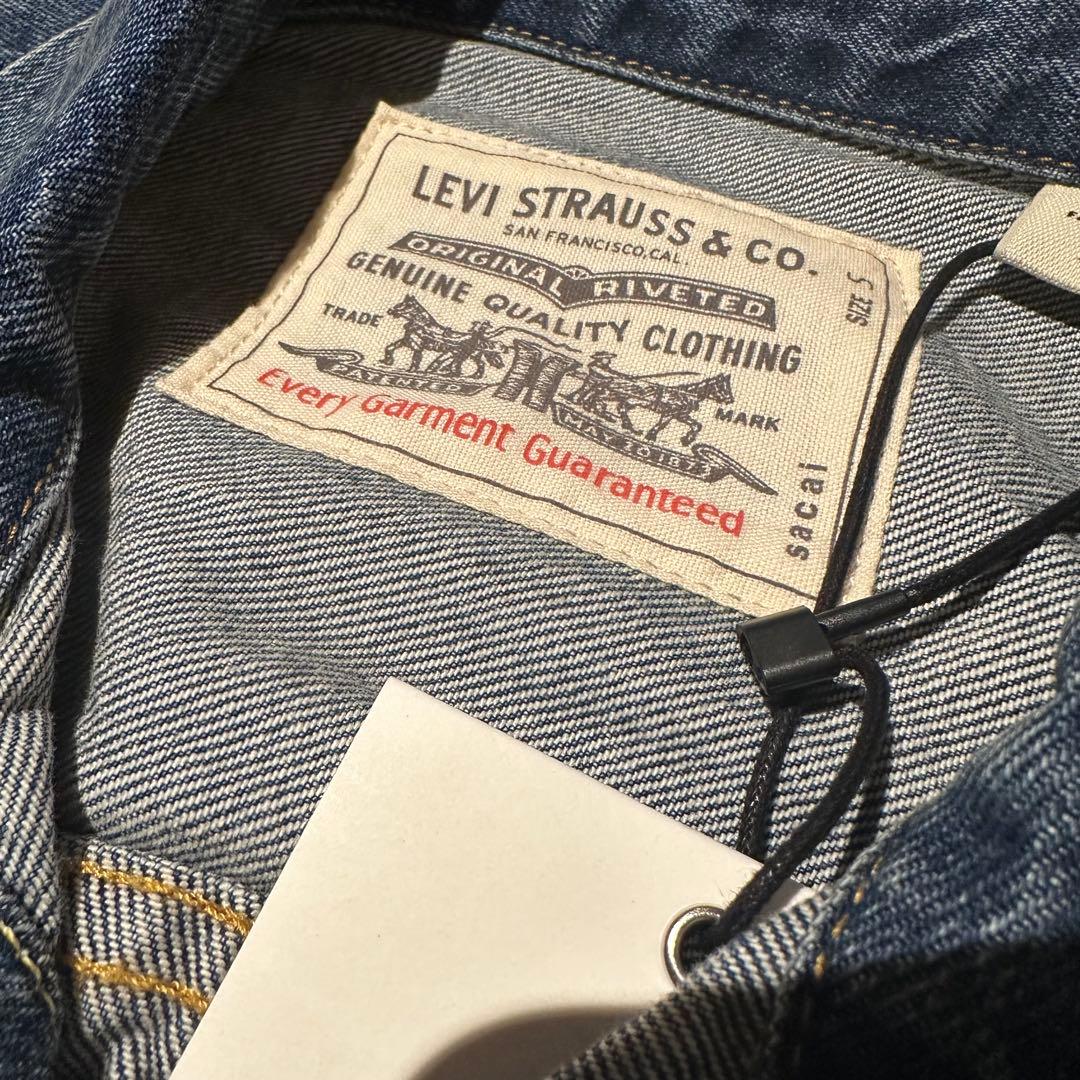 LEVI STRAUSS & CO.
SAN FRANCISCO, CAL.
ORIGINAL RIVETED
GENUINE QUALITY CLOTHING
TRADE MARK
PATENTED
MAY 20 1873
Every Garment Guaranteed
SIZE S
sacai